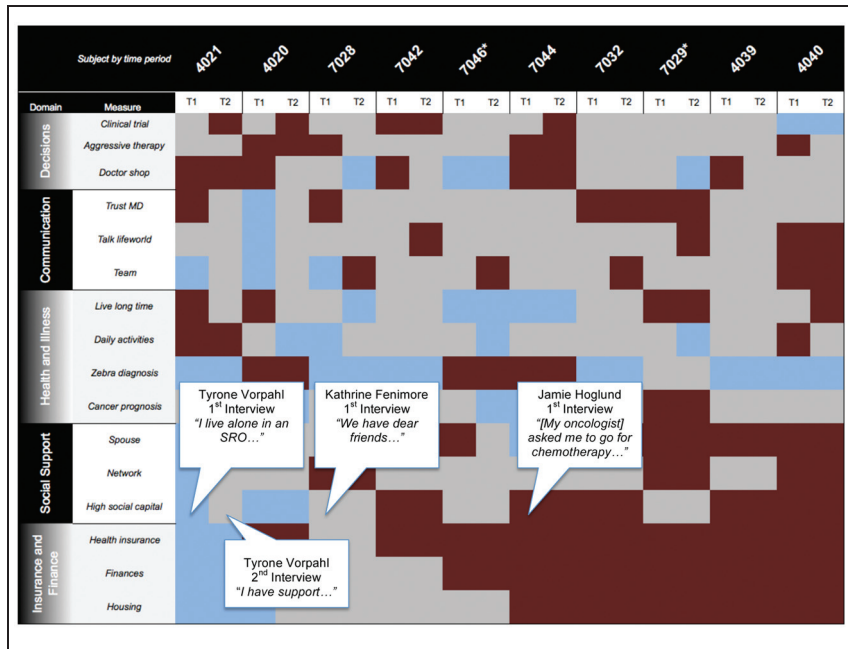 Subject by time period
4021 4020 7028 7042 7046* 7044 7032 7029* 4039 4040
Domain Measure T1 T2 T1 T2 T1 T2 T1 T2 T1 T2 T1 T2 T1 T2 T1 T2 T1 T2 T1 T2
Decisions
Clinical trial
Aggressive therapy
Doctor shop
Communication
Trust MD
Talk lifeworld
Team
Health and Illness
Live long time
Daily activities
Zebra diagnosis
Cancer prognosis
Social Support
Spouse
Network
High social capital
Insurance and
Finance
Health insurance
Finances
Housing
Tyrone Vorpahl
1st Interview
“I live alone in an
SRO…”
Kathrine Fenimore
1st Interview
“We have dear
friends…”
Jamie Hoglund
1st Interview
“[My oncologist]
asked me to go for
chemotherapy…”
Tyrone Vorpahl
2nd Interview
“I have support…”